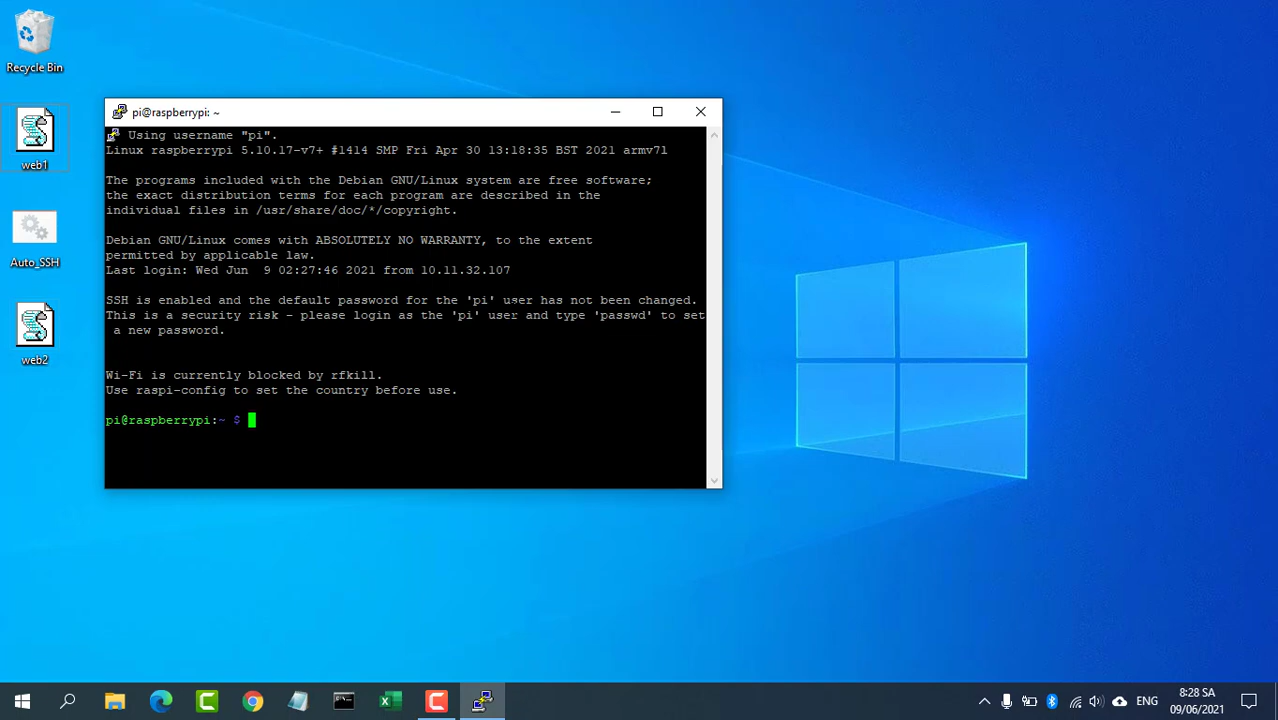 Recycle Bin
web1
Auto_SSH
web2
pi@raspberrypi: ~
Using username "pi".
Linux raspberrypi 5.10.17-v7+ #1414 SMP Fri Apr 30 13:18:35 BST 2021 armv7l
The programs included with the Debian GNU/Linux system are free software;
the exact distribution terms for each program are described in the
individual files in /usr/share/doc/*/copyright.
Debian GNU/Linux comes with ABSOLUTELY NO WARRANTY, to the extent
permitted by applicable law.
Last login: Wed Jun  9 02:27:46 2021 from 10.11.32.107
SSH is enabled and the default password for the 'pi' user has not been changed.
This is a security risk - please login as the 'pi' user and type 'passwd' to set
 a new password.
Wi-Fi is currently blocked by rfkill.
Use raspi-config to set the country before use.
pi@raspberrypi:~ $
ENG
8:28 SA
09/06/2021